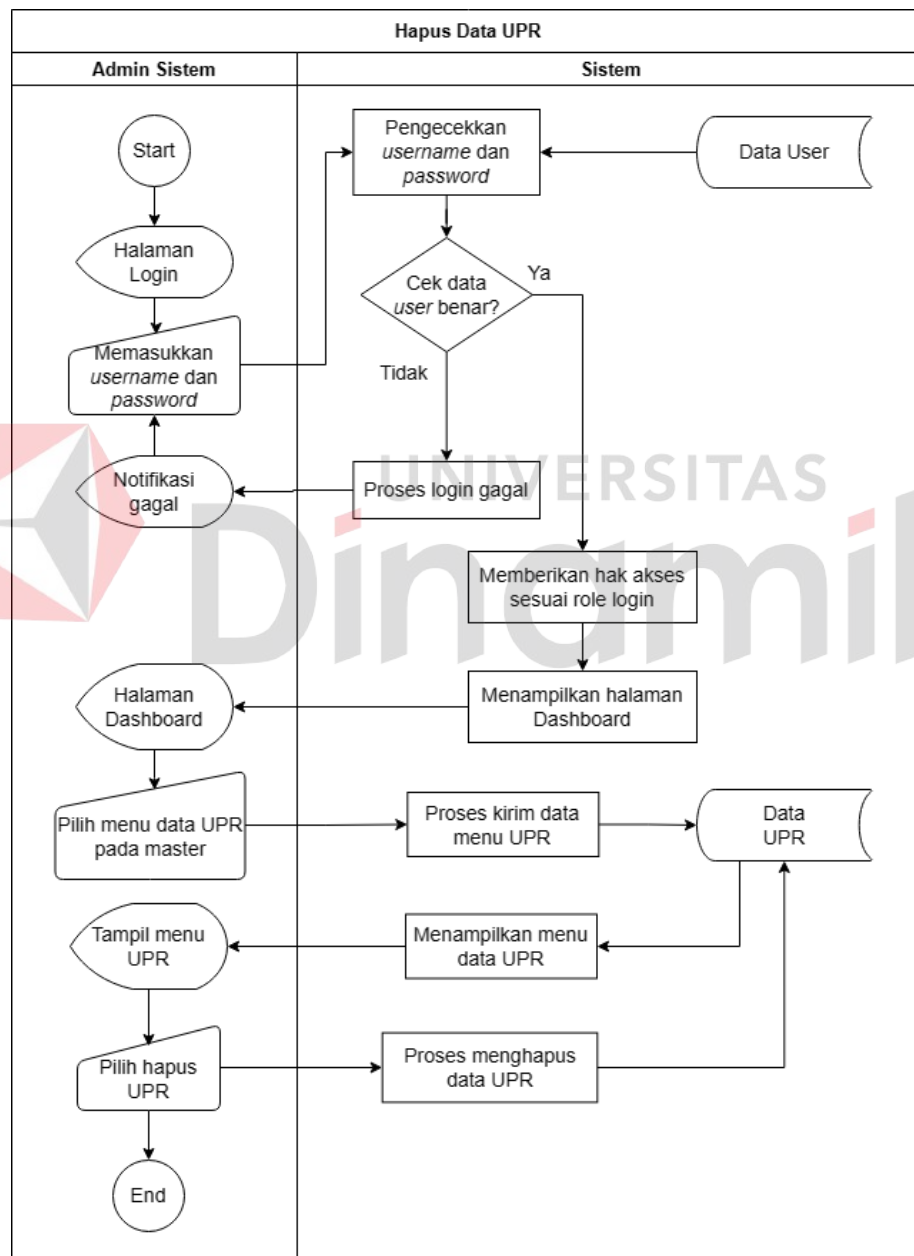 Hapus Data UPR
Admin Sistem
Sistem
Start
Pengecekkan
username dan
password
Data User
Halaman
Login
Cek data
user benar?
Ya
Tidak
Memasukkan
username dan
password
Notifikasi
gagal
Proses login gagal
UNIVERSITAS
Dinamik
Memberikan hak akses
sesuai role login
Menampilkan halaman
Dashboard
Halaman
Dashboard
Pilih menu data UPR
pada master
Proses kirim data
menu UPR
Data
UPR
Tampil menu
UPR
Menampilkan menu
data UPR
Pilih hapus
UPR
Proses menghapus
data UPR
End